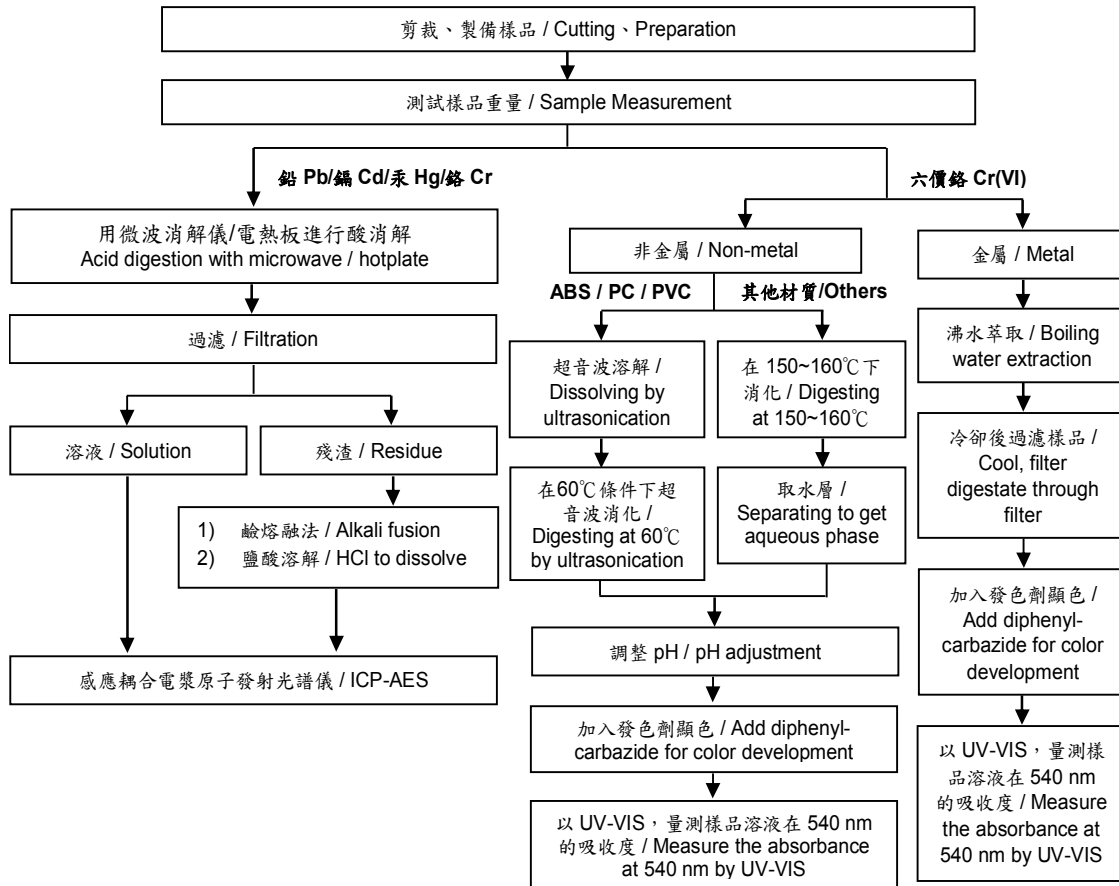 剪裁、製備樣品 / Cutting、Preparation
測試樣品重量 / Sample Measurement
鉛 Pb/鎘 Cd/汞 Hg/鉻 Cr
六價鉻 Cr(VI)
用微波消解儀/電熱板進行酸消解
Acid digestion with microwave / hotplate
過濾 / Filtration
溶液 / Solution
殘渣 / Residue
1) 鹼熔融法 / Alkali fusion
2) 鹽酸溶解 / HCl to dissolve
感應耦合電漿原子發射光譜儀 / ICP-AES
非金屬 / Non-metal
ABS / PC / PVC
其他材質/Others
超音波溶解 /
Dissolving by
ultrasonication
在 150~160℃下
消化 / Digesting
at 150~160℃
在60℃條件下超
音波消化 /
Digesting at 60℃
by ultrasonication
取水層 /
Separating to get
aqueous phase
調整 pH / pH adjustment
加入發色劑顯色 / Add diphenyl-
carbazide for color development
以 UV-VIS，量測樣品溶液在 540 nm
的吸收度 / Measure the absorbance
at 540 nm by UV-VIS
金屬 / Metal
沸水萃取 / Boiling
water extraction
冷卻後過濾樣品 /
Cool, filter
digestate through
filter
加入發色劑顯色 /
Add diphenyl-
carbazide for color
development
以 UV-VIS，量測樣
品溶液在 540 nm
的吸收度 / Measure
the absorbance at
540 nm by UV-VIS